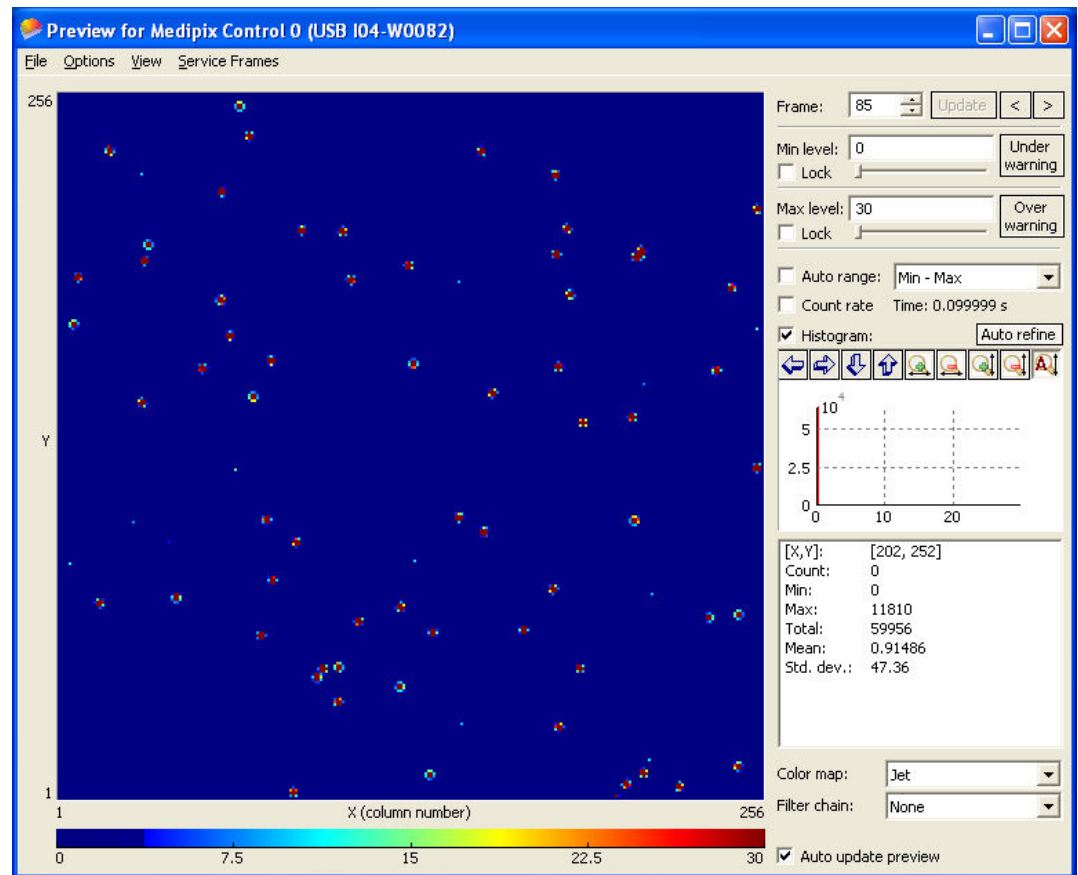 Preview for Medipix Control 0 (USB I04-W0082)
File Options View Service Frames
256
Y
1
1 X (column number) 256
0 7.5 15 22.5 30
Frame: 85 Update < >
Min level: 0 Under warning
Lock
Max level: 30 Over warning
Lock
Auto range: Min - Max
Count rate Time: 0.099999 s
Histogram: Auto refine
A
10^4
5
2.5
0
0 10 20
[X,Y]: [202, 252]
Count: 0
Min: 0
Max: 11810
Total: 59956
Mean: 0.91486
Std. dev.: 47.36
Color map: Jet
Filter chain: None
Auto update preview